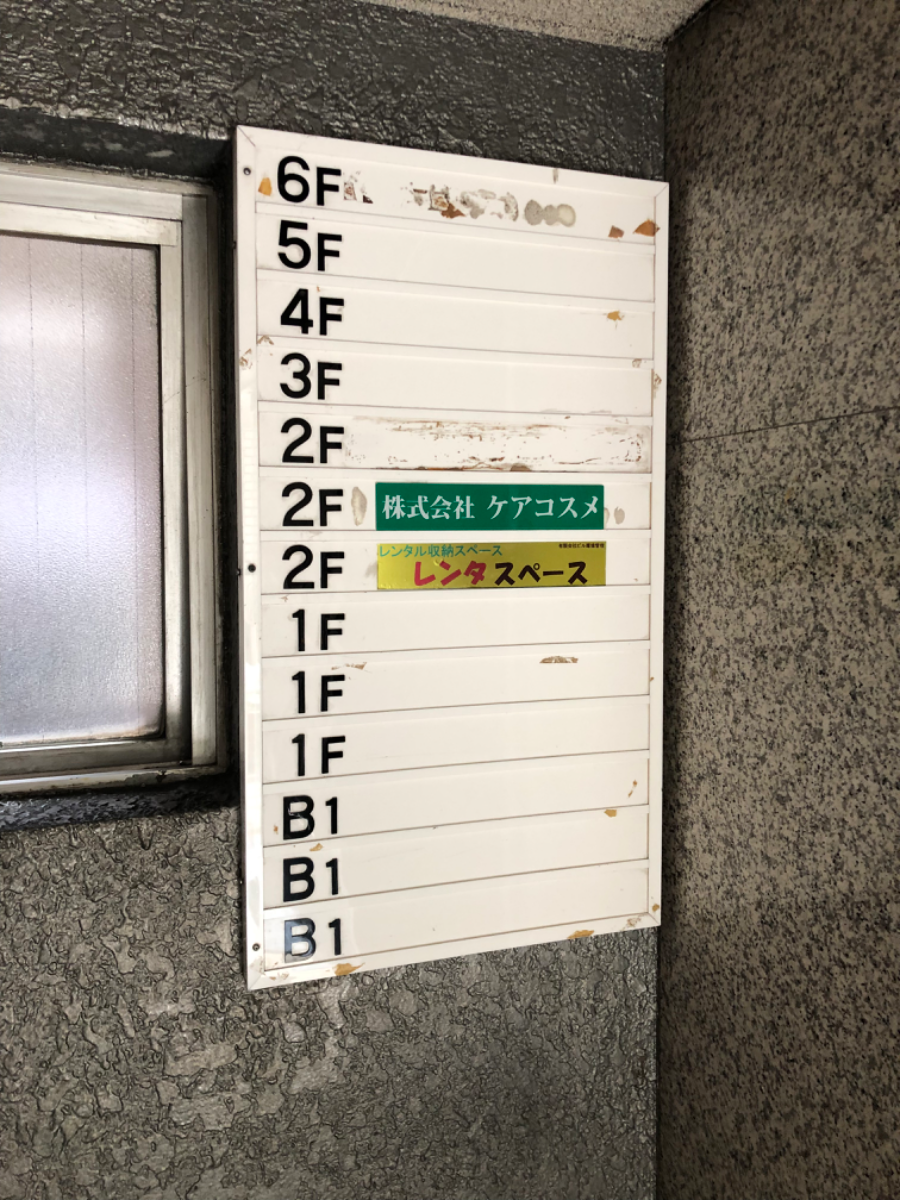 6F
5F
4F
3F
2F
2F 株式会社 ケアコスメ
2F レンタル収納スペース
レンタスペース
1F
1F
1F
B1
B1
B1